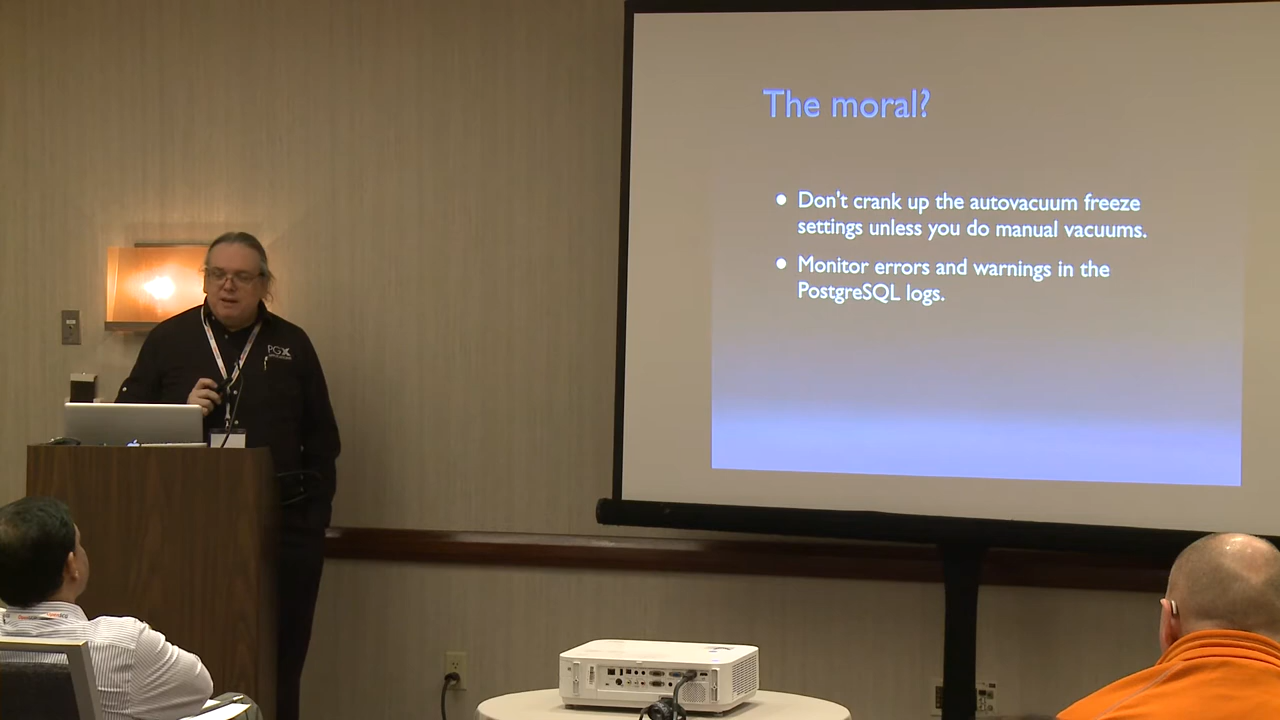 The moral?
Don't crank up the autovacuum freeze
settings unless you do manual vacuums.
Monitor errors and warnings in the
PostgreSQL logs.
PGX